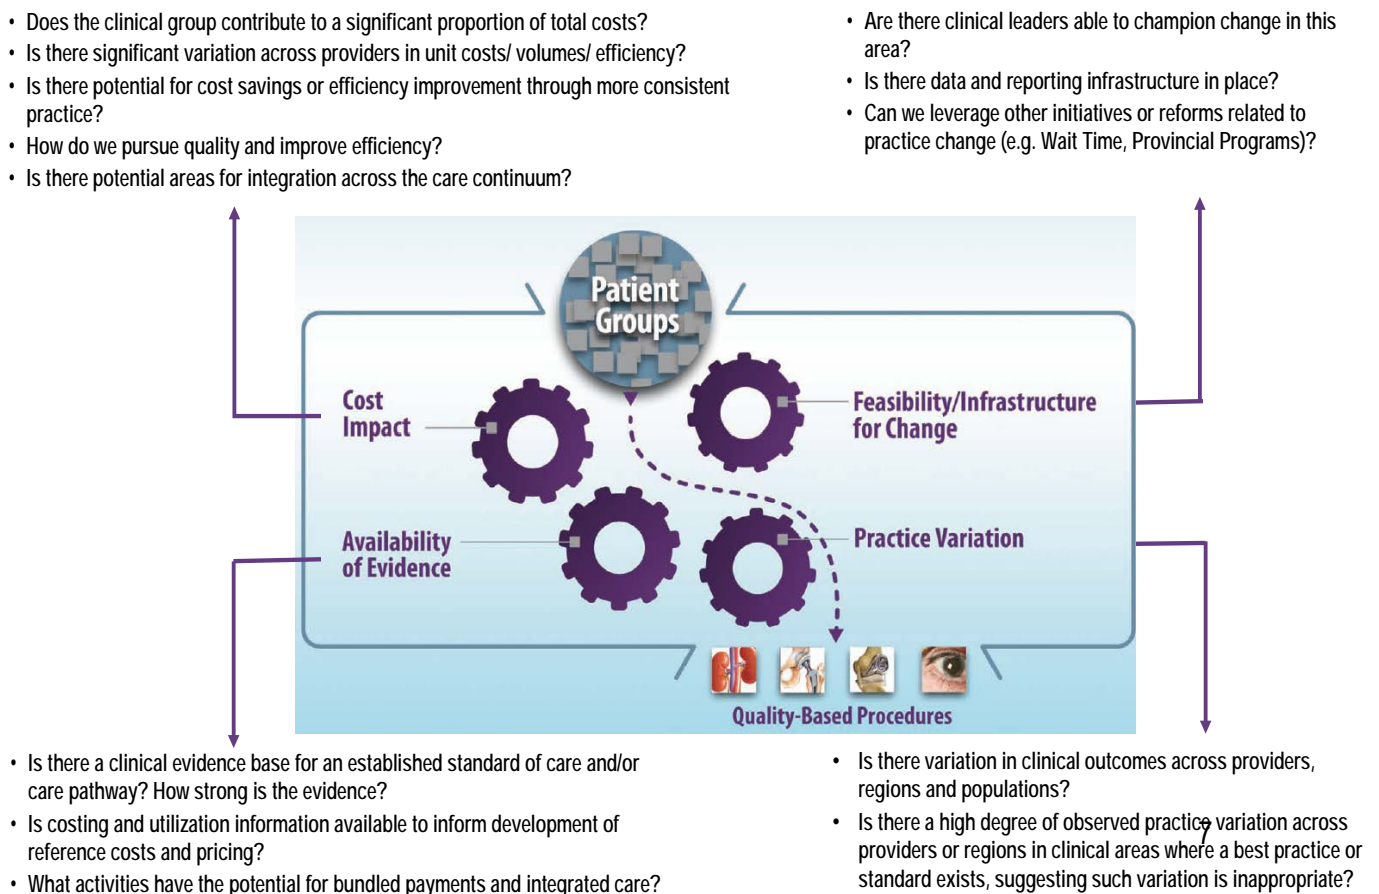 • Does the clinical group contribute to a significant proportion of total costs?
• Is there significant variation across providers in unit costs/ volumes/ efficiency?
• Is there potential for cost savings or efficiency improvement through more consistent
practice?
• How do we pursue quality and improve efficiency?
• Is there potential areas for integration across the care continuum?
• Are there clinical leaders able to champion change in this
area?
• Is there data and reporting infrastructure in place?
• Can we leverage other initiatives or reforms related to
practice change (e.g. Wait Time, Provincial Programs)?
Patient
Groups
Cost
Impact
Feasibility/Infrastructure
for Change
Availability
of Evidence
Practice Variation
Quality-Based Procedures
• Is there a clinical evidence base for an established standard of care and/or
care pathway? How strong is the evidence?
• Is costing and utilization information available to inform development of
reference costs and pricing?
• What activities have the potential for bundled payments and integrated care?
• Is there variation in clinical outcomes across providers,
regions and populations?
• Is there a high degree of observed practice variation across
providers or regions in clinical areas where a best practice or
standard exists, suggesting such variation is inappropriate?
7